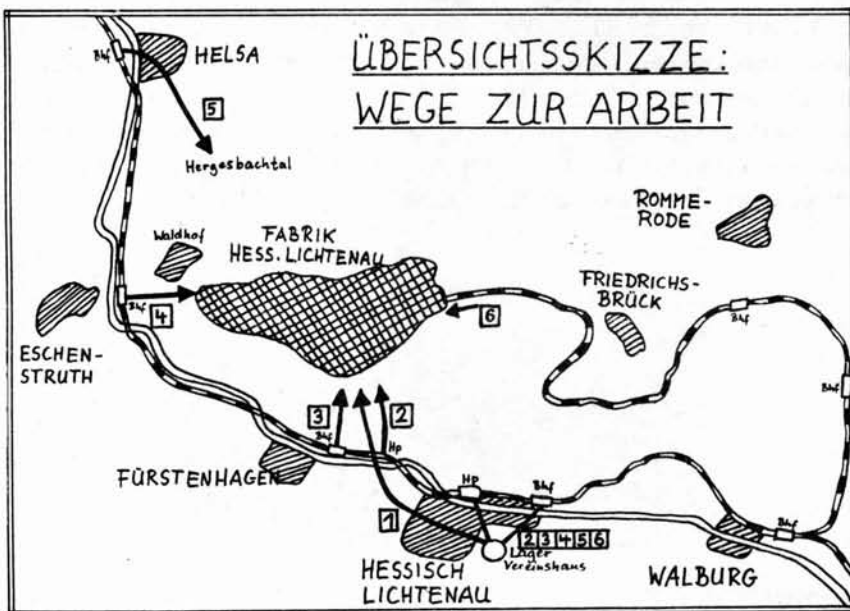 ÜBERSICHTSSKIZZE:
WEGE ZUR ARBEIT
Bhf
HELSA
5
Hergesbachtal
ROMME-
RODE
Waldhof
FABRIK
HESS. LICHTENAU
FRIEDRICHS-
BRÜCK
Bhf
4
6
Bhf
ESCHEN-
STRUTH
Bhf
3
2
Bhf
Hp
FÜRSTENHAGEN
Hp
Bhf
1
2 3 4 5 6
Bhf
Lager
Vereinshaus
HESSISCH
LICHTENAU
WALBURG